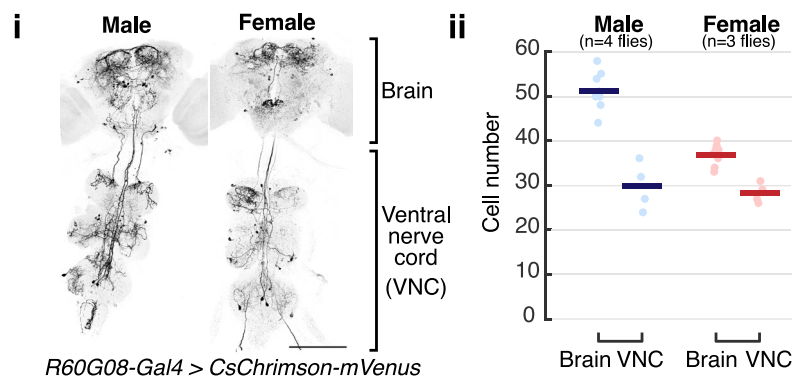 i
Male
Female
Brain
Ventral
nerve
cord
(VNC)
R60G08-Gal4 > CsChrimson-mVenus
ii
Male
(n=4 flies)
Female
(n=3 flies)
Cell number
60
50
40
30
20
10
0
Brain VNC
Brain VNC